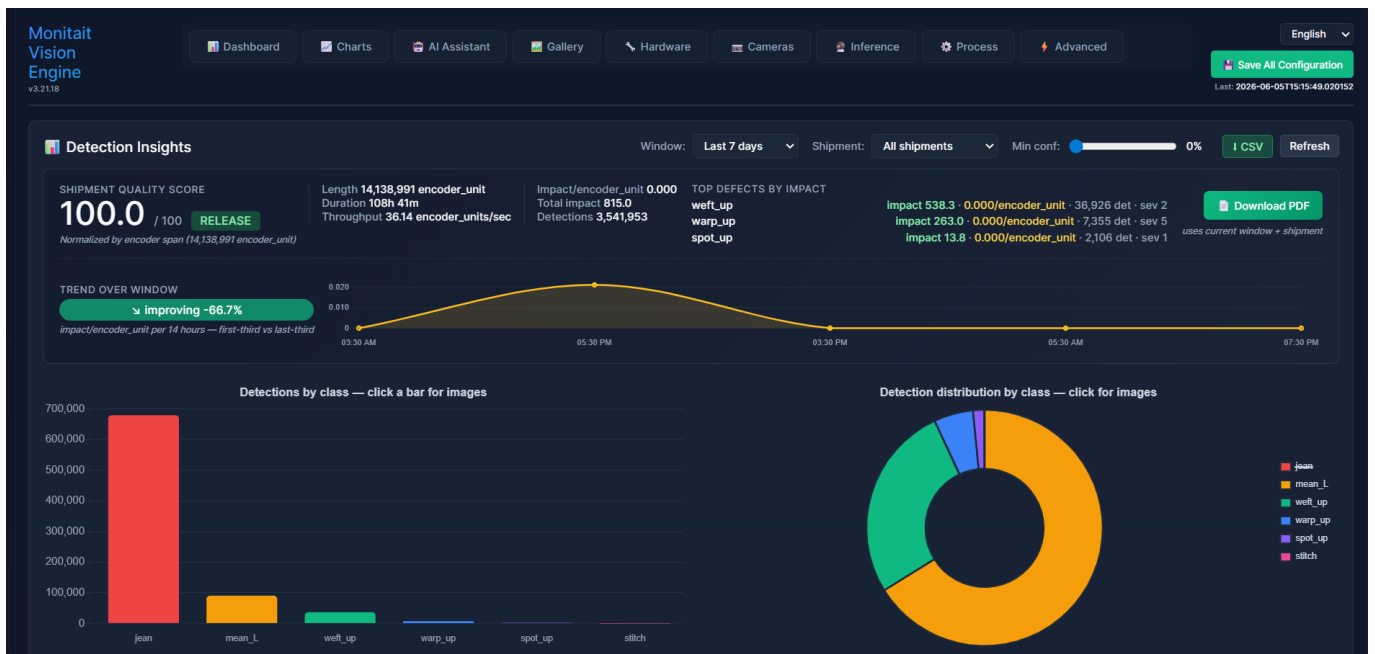 Monitait
Vision
Engine
v3.21.18
Dashboard
Charts
AI Assistant
Gallery
Hardware
Cameras
Inference
Process
Advanced
English
Save All Configuration
Last: 2026-06-05T15:15:49.020152
Detection Insights
Window: Last 7 days
Shipment: All shipments
Min conf: 0%
CSV
Refresh
SHIPMENT QUALITY SCORE
100.0 / 100 RELEASE
Normalized by encoder span (14,138,991 encoder_unit)
Length 14,138,991 encoder_unit
Duration 108h 41m
Throughput 36.14 encoder_units/sec
Impact/encoder_unit 0.000
Total impact 815.0
Detections 3,541,953
TOP DEFECTS BY IMPACT
weft_up impact 538.3 · 0.000/encoder_unit · 36,926 det · sev 2
warp_up impact 263.0 · 0.000/encoder_unit · 7,355 det · sev 5
spot_up impact 13.8 · 0.000/encoder_unit · 2,106 det · sev 1
Download PDF
uses current window + shipment
TREND OVER WINDOW
↘ improving -66.7%
impact/encoder_unit per 14 hours — first-third vs last-third
0.020
0.010
0
03:30 AM
05:30 PM
03:30 PM
05:30 AM
07:30 PM
Detections by class — click a bar for images
700,000
600,000
500,000
400,000
300,000
200,000
100,000
0
jean
mean_L
weft_up
warp_up
spot_up
stitch
Detection distribution by class — click for images
jean
mean_L
weft_up
warp_up
spot_up
stitch